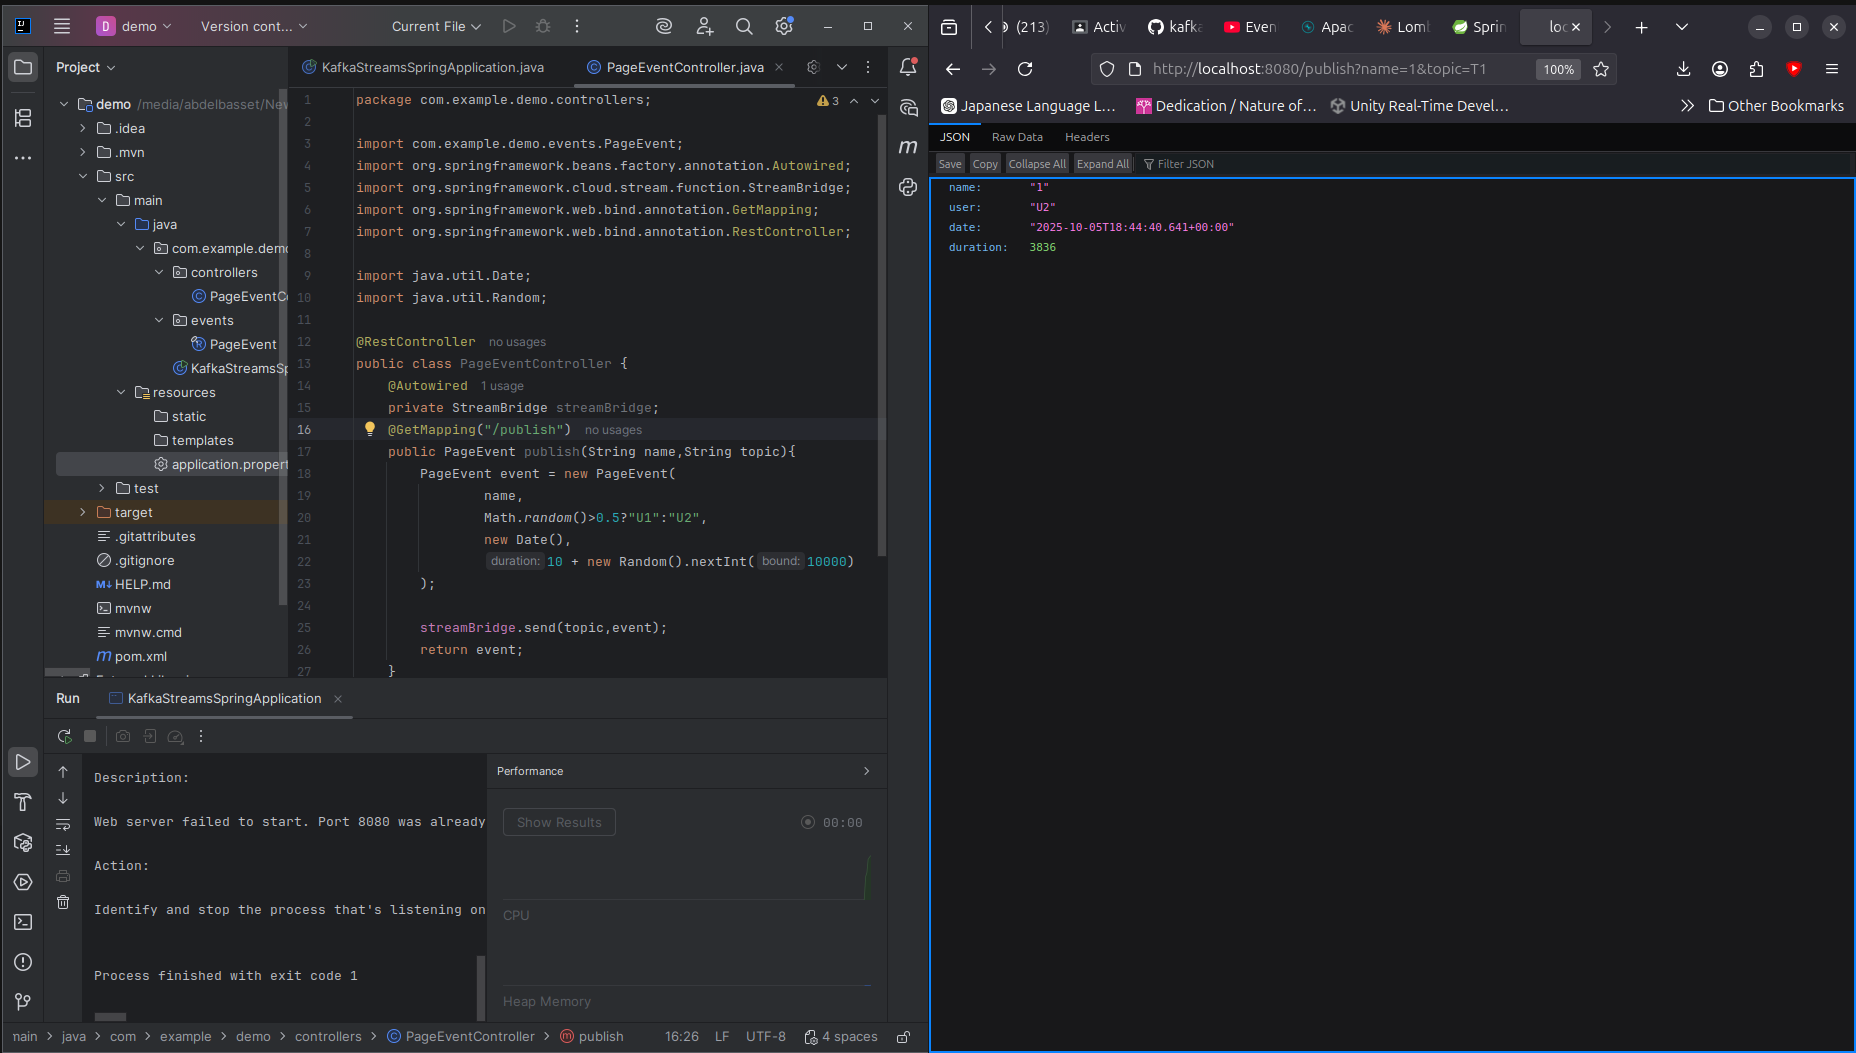 demo
Version cont...
Current File
Project
demo /media/abdelbasset/Nev
.idea
.mvn
src
main
java
com.example.demo
controllers
PageEventCo
events
PageEvent
KafkaStreamsSp
resources
static
templates
application.propert
test
target
.gitattributes
.gitignore
HELP.md
mvnw
mvnw.cmd
pom.xml
KafkaStreamsSpringApplication.java
PageEventController.java
3
1 package com.example.demo.controllers;
2
3 import com.example.demo.events.PageEvent;
4 import org.springframework.beans.factory.annotation.Autowired;
5 import org.springframework.cloud.stream.function.StreamBridge;
6 import org.springframework.web.bind.annotation.GetMapping;
7 import org.springframework.web.bind.annotation.RestController;
8
9 import java.util.Date;
10 import java.util.Random;
11
12 @RestController no usages
13 public class PageEventController {
14 @Autowired 1 usage
15 private StreamBridge streamBridge;
16 @GetMapping("/publish") no usages
17 public PageEvent publish(String name,String topic){
18 PageEvent event = new PageEvent(
19 name,
20 Math.random()>0.5?"U1":"U2",
21 new Date(),
22 duration: 10 + new Random().nextInt( bound: 10000)
23 );
24
25 streamBridge.send(topic,event);
26 return event;
27 }
Run
KafkaStreamsSpringApplication
Description:
Web server failed to start. Port 8080 was already
Action:
Identify and stop the process that's listening on
Process finished with exit code 1
Performance
Show Results
00:00
CPU
Heap Memory
main > java > com > example > demo > controllers > PageEventController > publish
16:26 LF UTF-8 4 spaces
(213)
Activ
kafka
Even
Apac
Lomb
Sprin
loc
http://localhost:8080/publish?name=1&topic=T1
100%
Japanese Language L...
Dedication / Nature of...
Unity Real-Time Devel...
Other Bookmarks
JSON Raw Data Headers
Save Copy Collapse All Expand All Filter JSON
name: "1"
user: "U2"
date: "2025-10-05T18:44:40.641+00:00"
duration: 3836